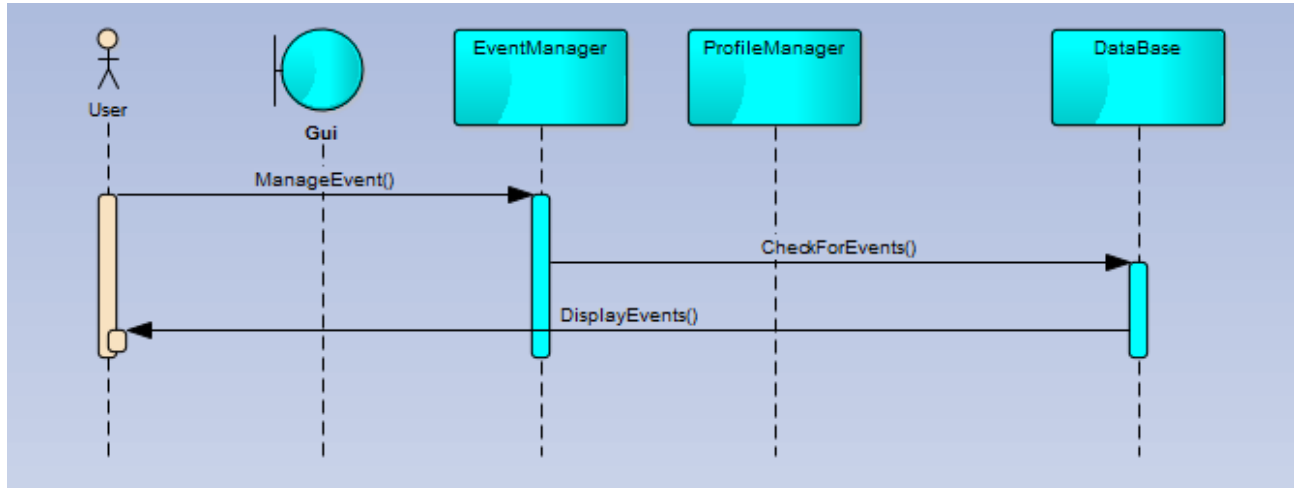 EventManager
ProfileManager
DataBase
User
Gui
ManageEvent()
CheckForEvents()
DisplayEvents()